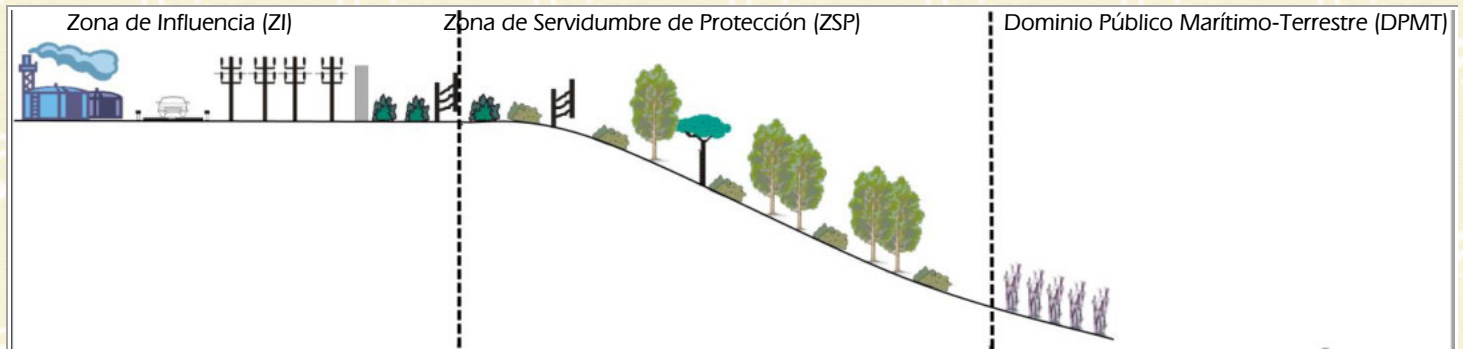 Zona de Influencia (ZI) Zona de Servidumbre de Protección (ZSP) Dominio Público Marítimo-Terrestre (DPMT)